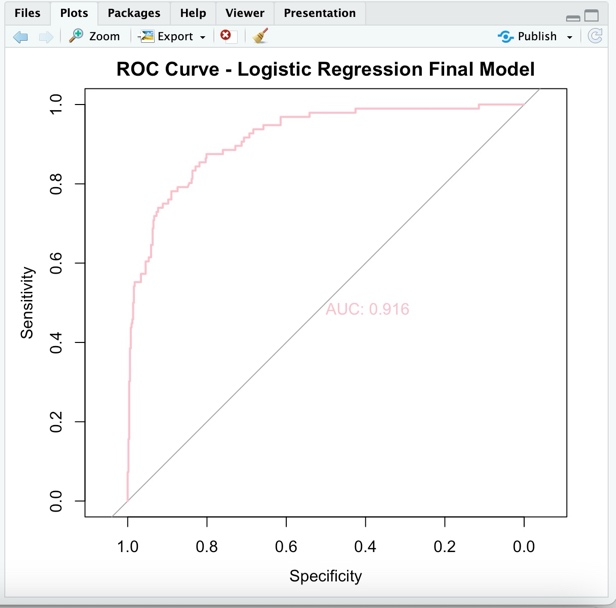 Files Plots Packages Help Viewer Presentation
Zoom Export Publish
ROC Curve - Logistic Regression Final Model
Sensitivity
1.0
0.8
0.6
0.4
0.2
0.0
AUC: 0.916
1.0 0.8 0.6 0.4 0.2 0.0
Specificity